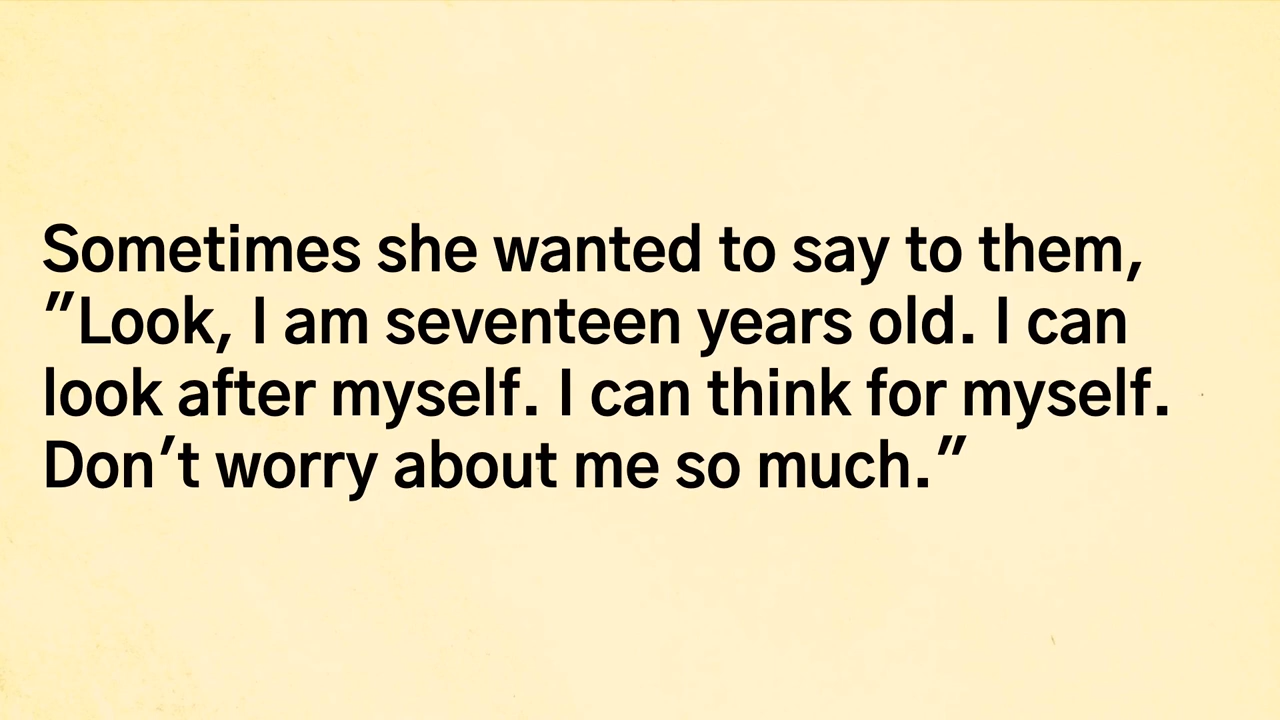 Sometimes she wanted to say to them,
"Look, I am seventeen years old. I can
look after myself. I can think for myself.
Don't worry about me so much."